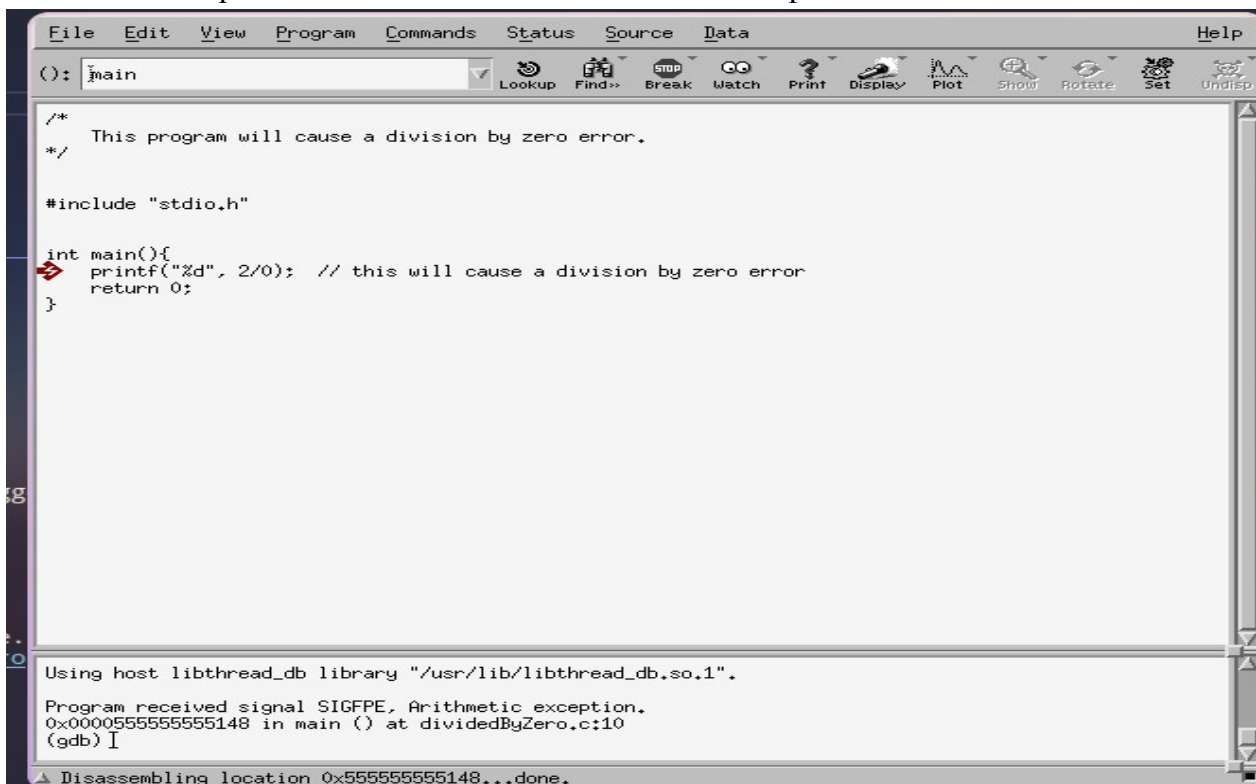 File Edit View Program Commands Status Source Data Help
(): main Lookup Find» Break Watch Print Display Plot Show Rotate Set Undisp
STOP
/*
This program will cause a division by zero error.
*/
#include "stdio.h"
int main(){
printf("%d", 2/0); // this will cause a division by zero error
return 0;
}
Using host libthread_db library "/usr/lib/libthread_db.so.1".
Program received signal SIGFPE, Arithmetic exception.
0x0000555555555148 in main () at dividedByZero.c:10
(gdb)
Disassembling location 0x555555555148...done.